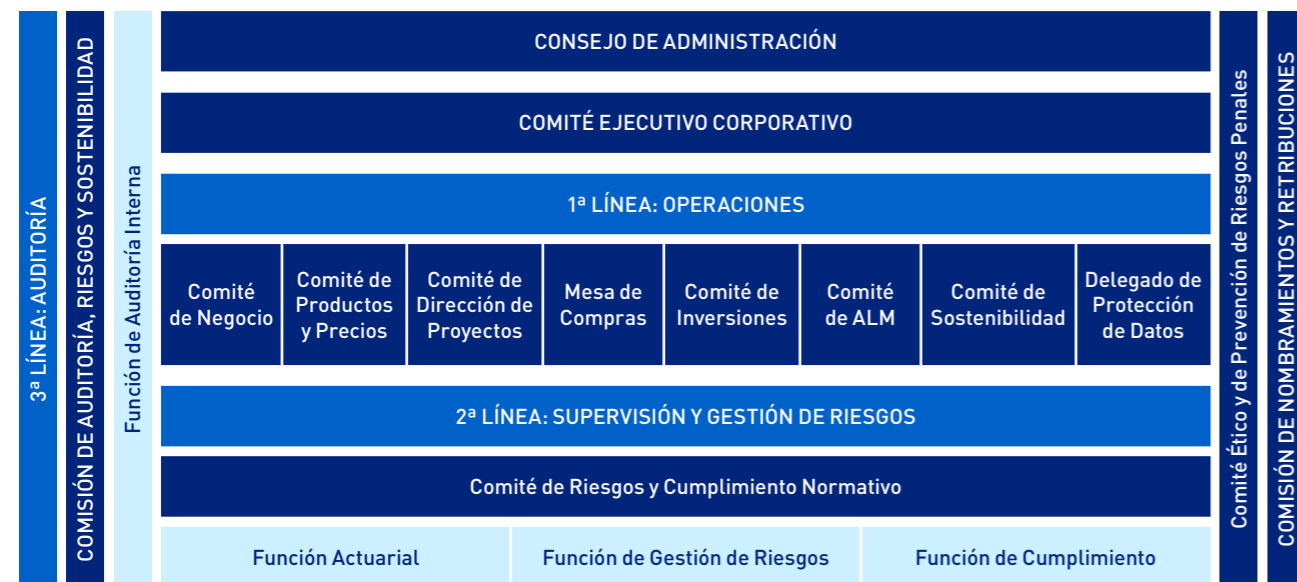 3ª LÍNEA: AUDITORÍA
COMISIÓN DE AUDITORÍA, RIESGOS Y SOSTENIBILIDAD
Función de Auditoría Interna
CONSEJO DE ADMINISTRACIÓN
COMITÉ EJECUTIVO CORPORATIVO
1ª LÍNEA: OPERACIONES
Comité
de Negocio
Comité de
Productos
y Precios
Comité de
Dirección de
Proyectos
Mesa de
Compras
Comité de
Inversiones
Comité
de ALM
Comité de
Sostenibilidad
Delegado de
Protección
de Datos
2ª LÍNEA: SUPERVISIÓN Y GESTIÓN DE RIESGOS
Comité de Riesgos y Cumplimiento Normativo
Función Actuarial
Función de Gestión de Riesgos
Función de Cumplimiento
Comité Ético y de Prevención de Riesgos Penales
COMISIÓN DE NOMBRAMIENTOS Y RETRIBUCIONES